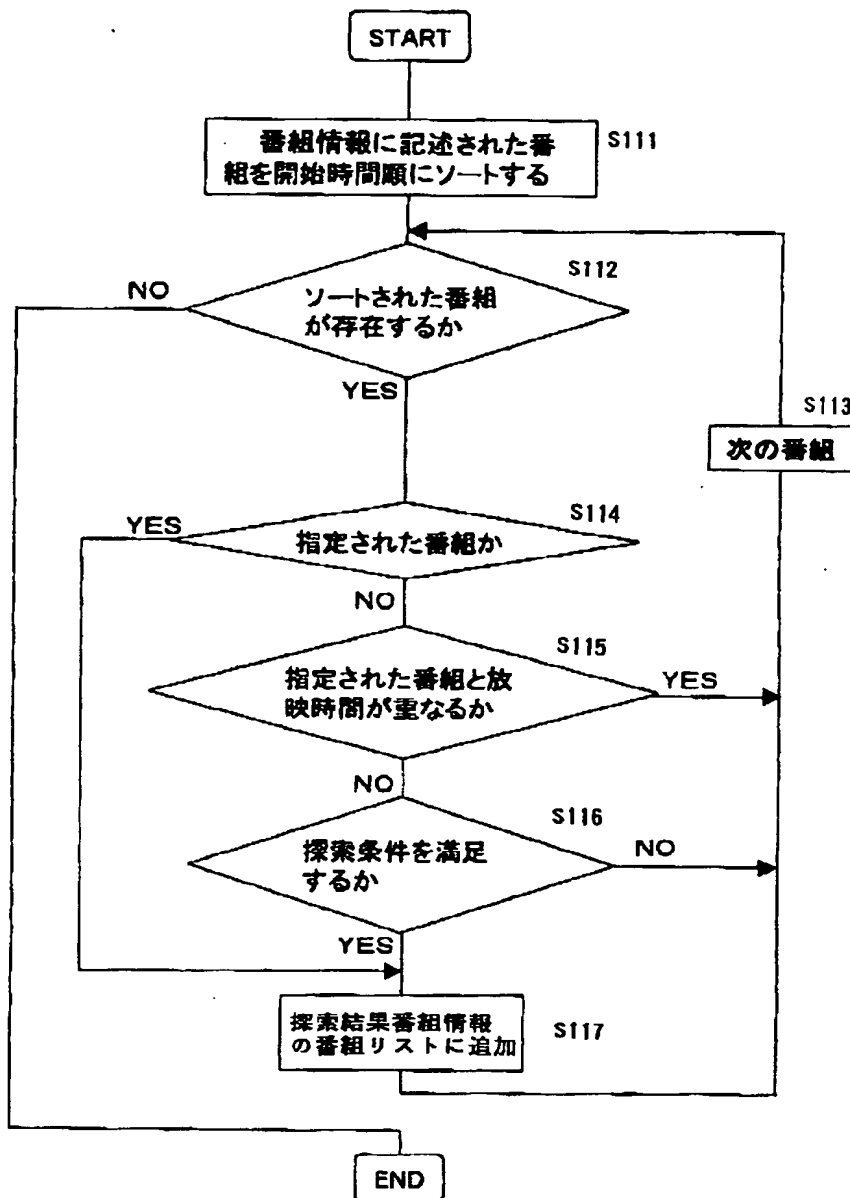 START
番組情報に記述された番
組を開始時間順にソートする
S111
S112
NO
ソートされた番組
が存在するか
YES
S113
次の番組
YES
S114
指定された番組か
NO
S115
指定された番組と放
映時間が重なるか
YES
NO
S116
探索条件を満足
するか
NO
YES
探索結果番組情報
の番組リストに追加
S117
END